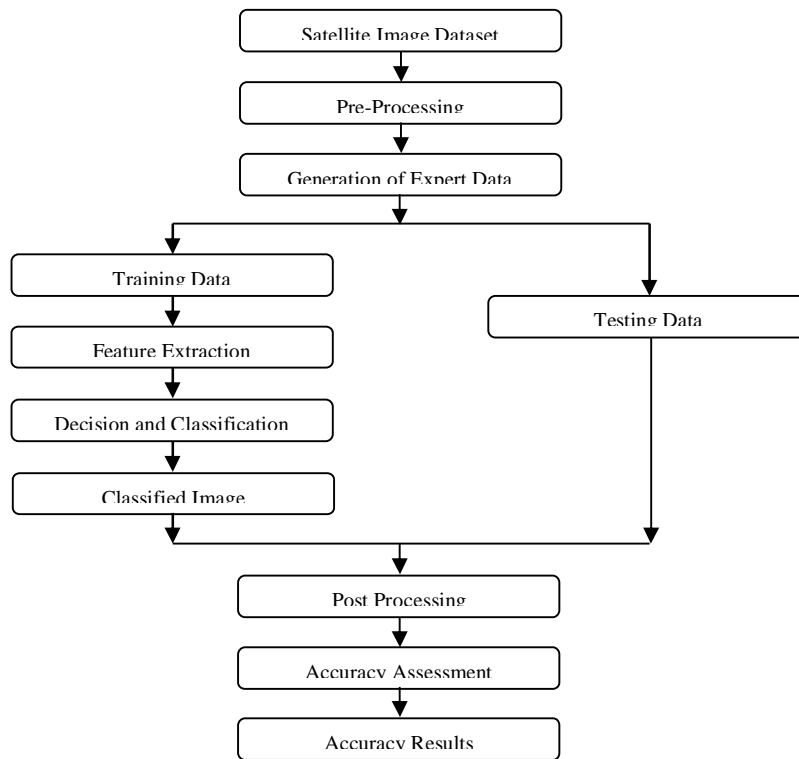 Satellite Image Dataset
Pre-Processing
Generation of Expert Data
Training Data
Testing Data
Feature Extraction
Decision and Classification
Classified Image
Post Processing
Accuracy Assessment
Accuracy Results